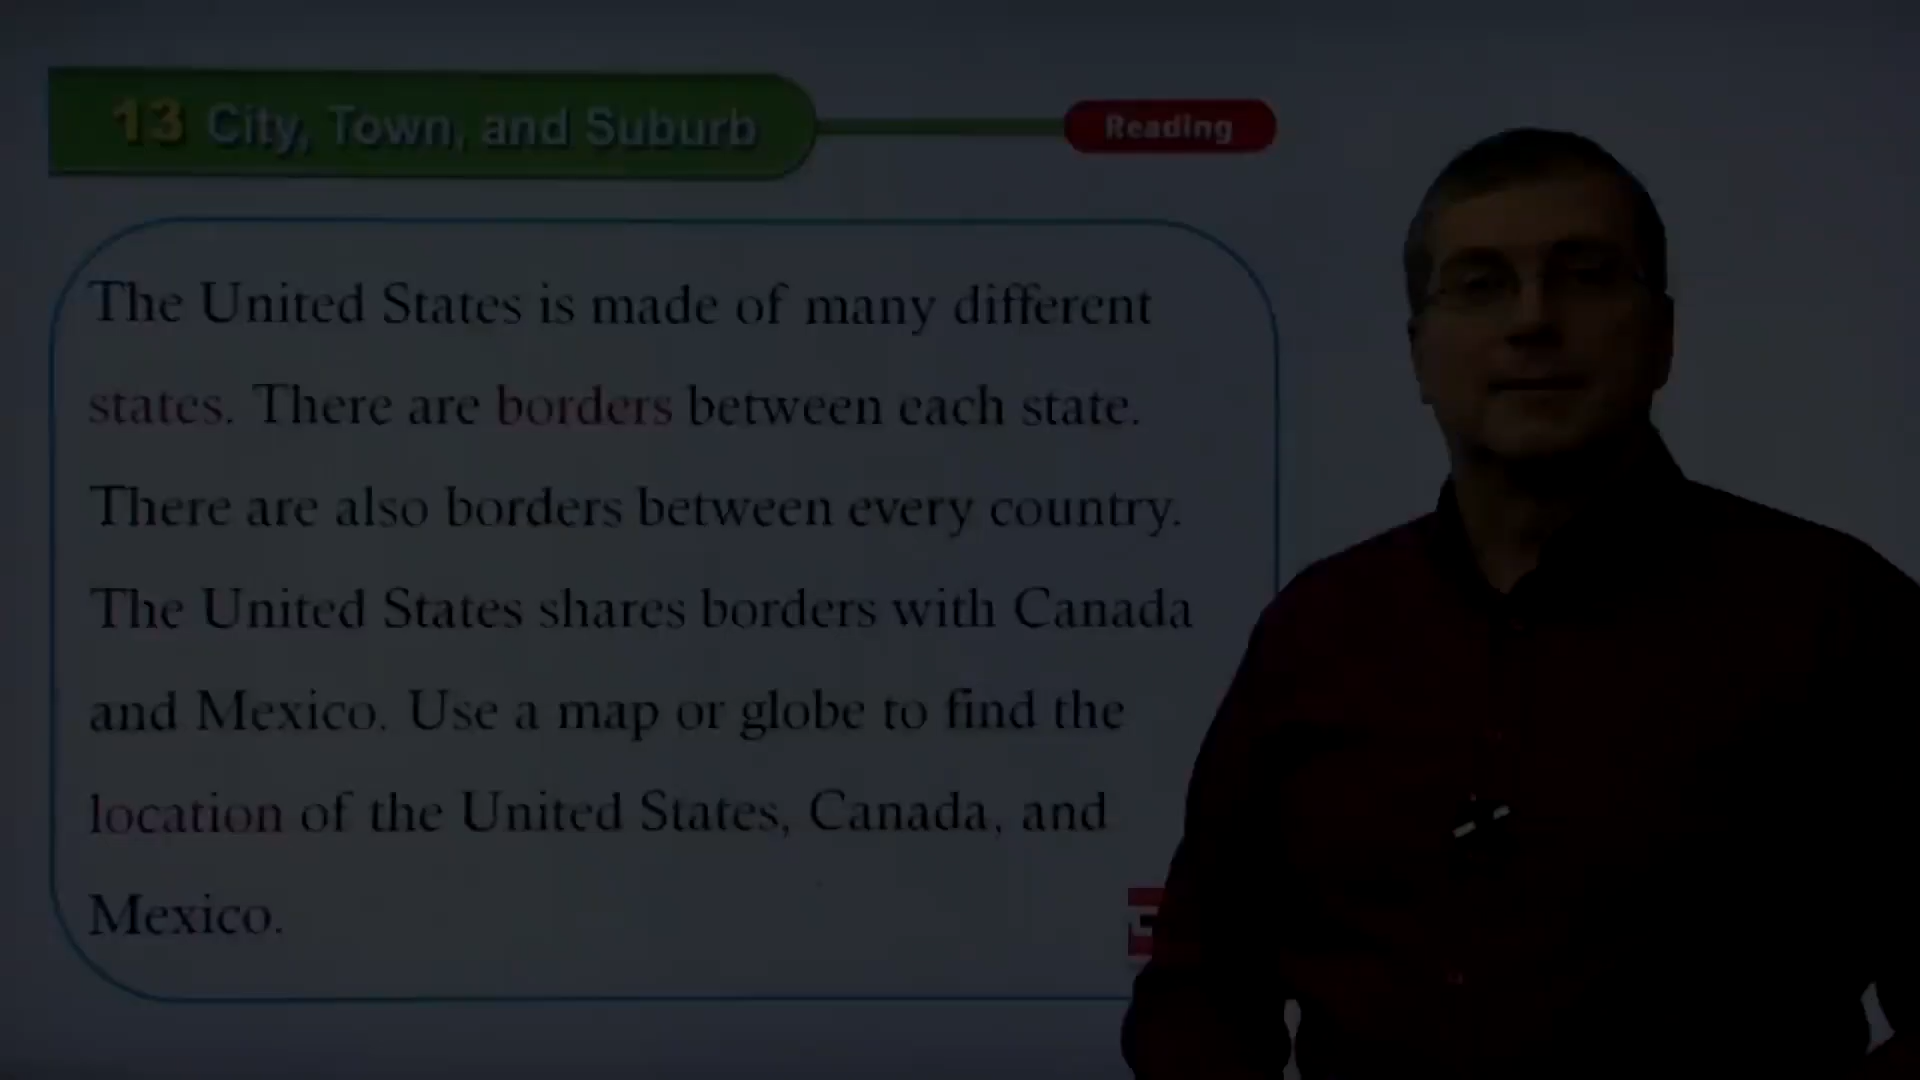 13 City, Town, and Suburb
Reading
The United States is made of many different
states. There are borders between each state.
There are also borders between every country.
The United States shares borders with Canada
and Mexico. Use a map or globe to find the
location of the United States, Canada, and
Mexico.